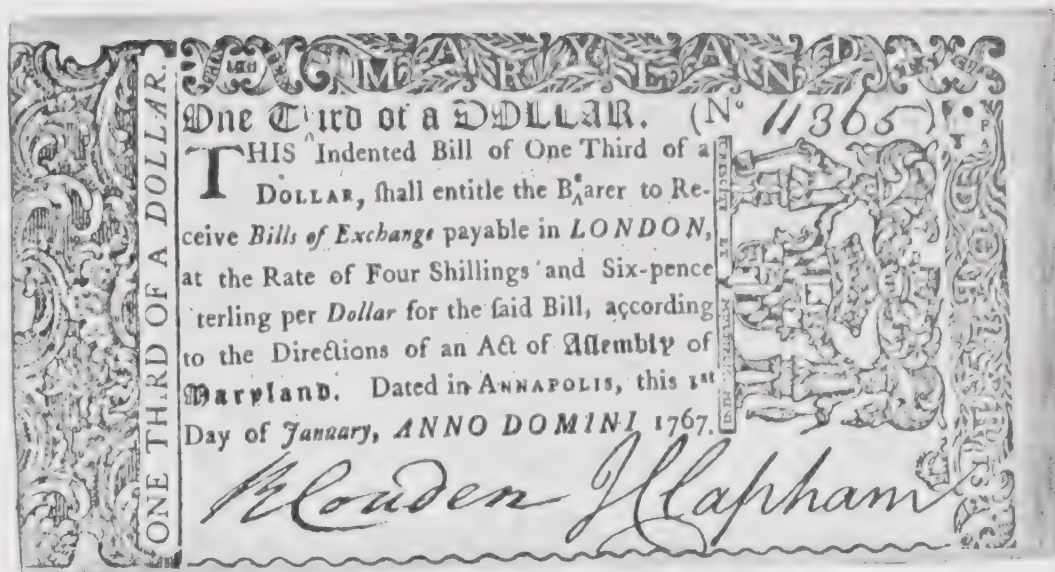 MARYLAND
One Third of a DOLLAR. (No 11365)
THIS Indented Bill of One Third of a
DOLLAR, ſhall entitle the Bearer to Re-
ceive Bills of Exchange payable in LONDON,
at the Rate of Four Shillings and Six-pence
terling per Dollar for the ſaid Bill, according
to the Directions of an Act of Aſſembly of
Maryland. Dated in ANNAPOLIS, this 1st
Day of January, ANNO DOMINI 1767.
R Couden J Clapham
ONE THIRD OF A DOLLAR.